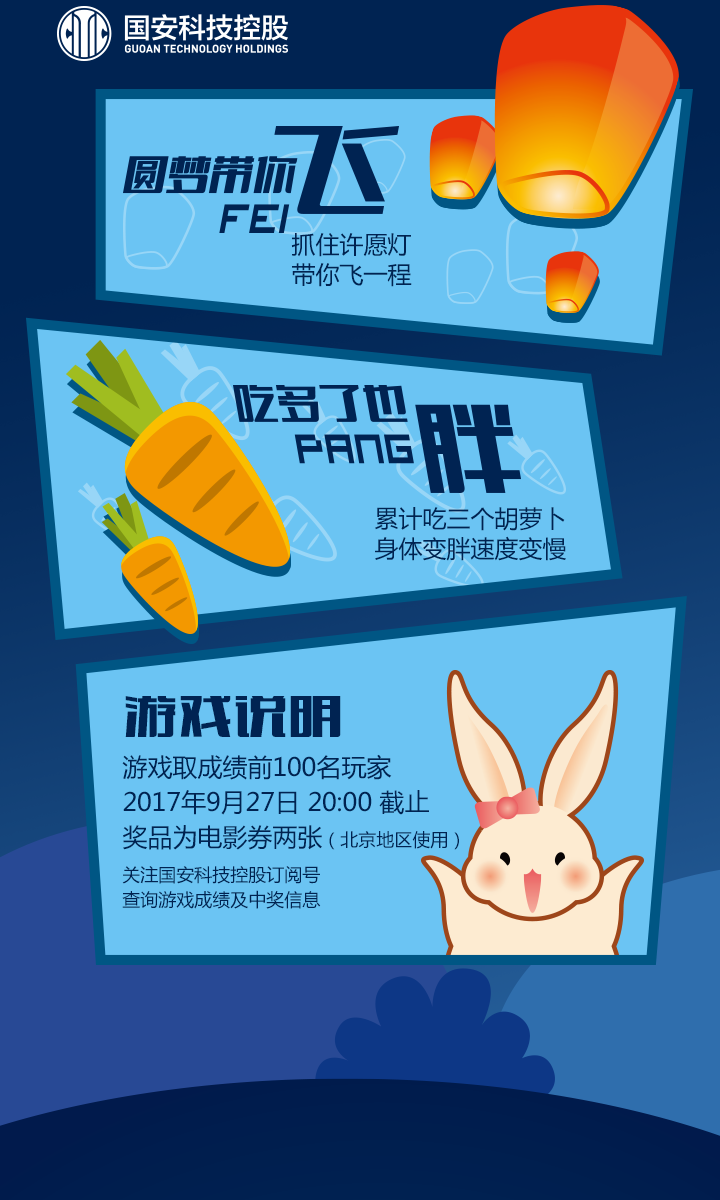 国安科技控股
GUOAN TECHNOLOGY HOLDINGS
圆梦带你飞
FEI
抓住许愿灯
带你飞一程
吃多了也胖
PANG
累计吃三个胡萝卜
身体变胖速度变慢
游戏说明
游戏取成绩前100名玩家
2017年9月27日 20:00 截止
奖品为电影券两张（北京地区使用）
关注国安科技控股订阅号
查询游戏成绩及中奖信息